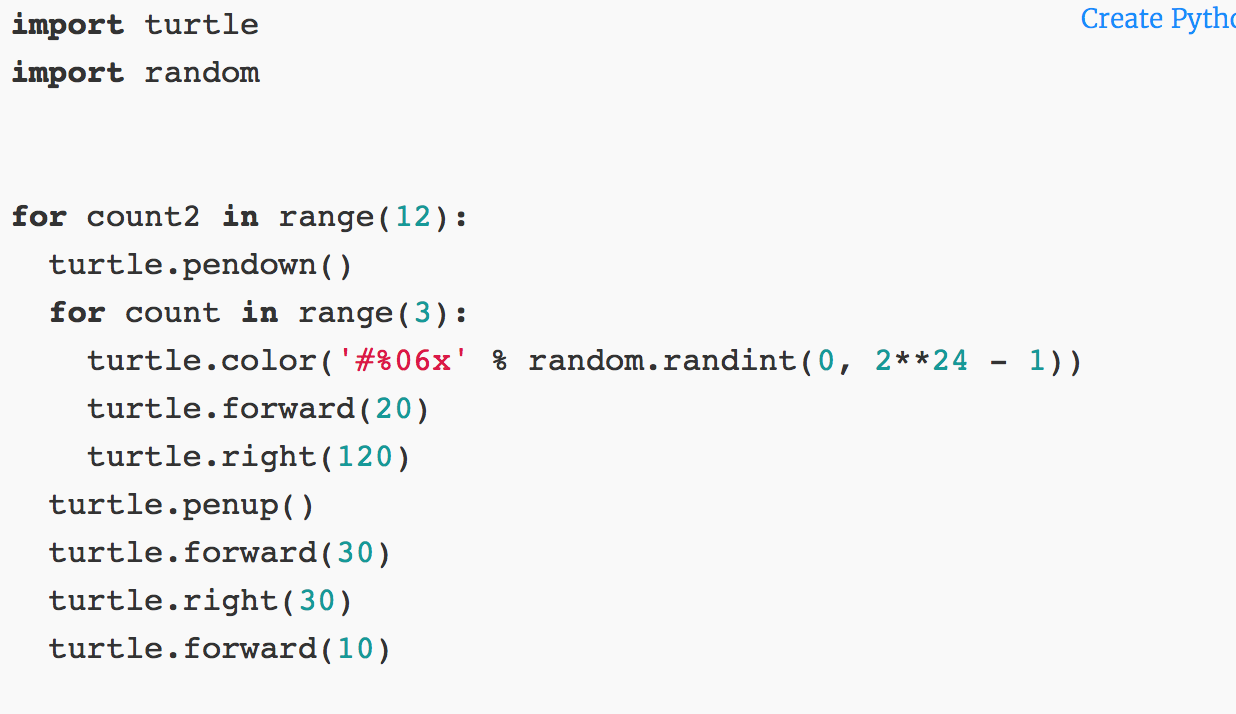 import turtle
Create Pytho
import random
for count2 in range(12):
  turtle.pendown()
  for count in range(3):
    turtle.color('#%06x' % random.randint(0, 2**24 - 1))
    turtle.forward(20)
    turtle.right(120)
  turtle.penup()
  turtle.forward(30)
  turtle.right(30)
  turtle.forward(10)